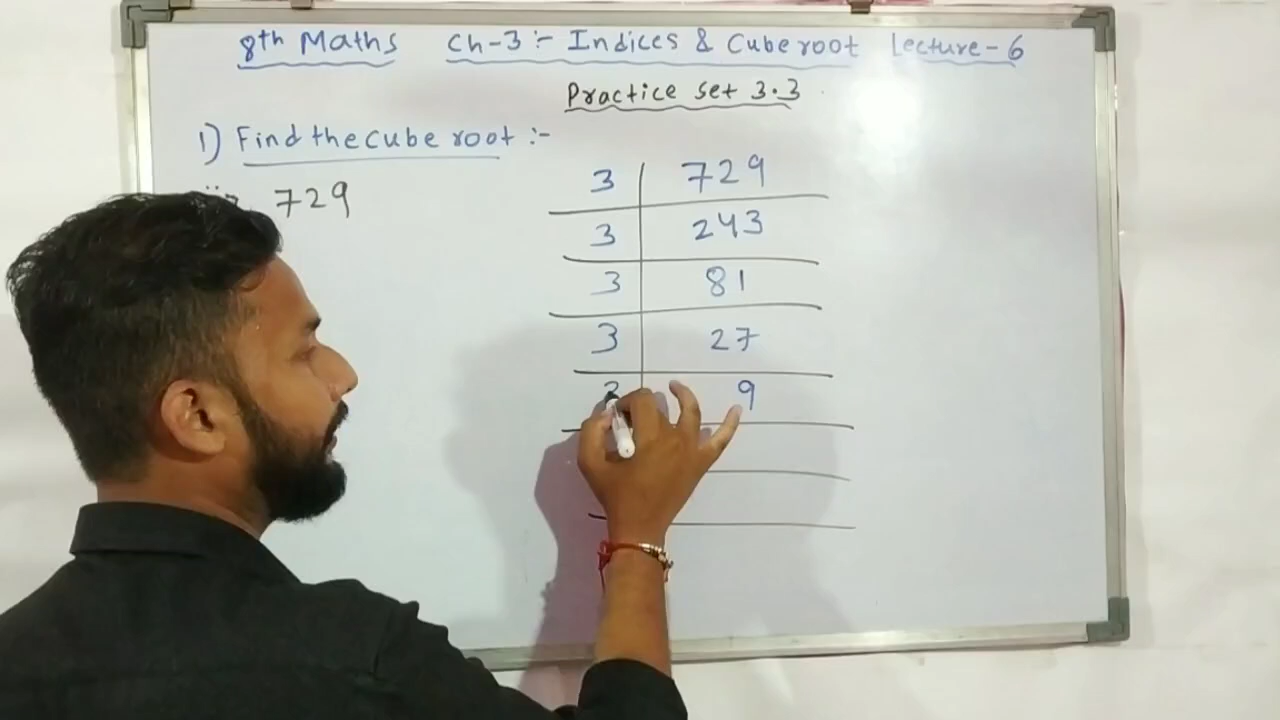 8th Maths Ch-3:- Indices & Cube root Lecture-6
Practice set 3.3
1) Find the cube root :-
729
3 729
3 243
3 81
3 27
9